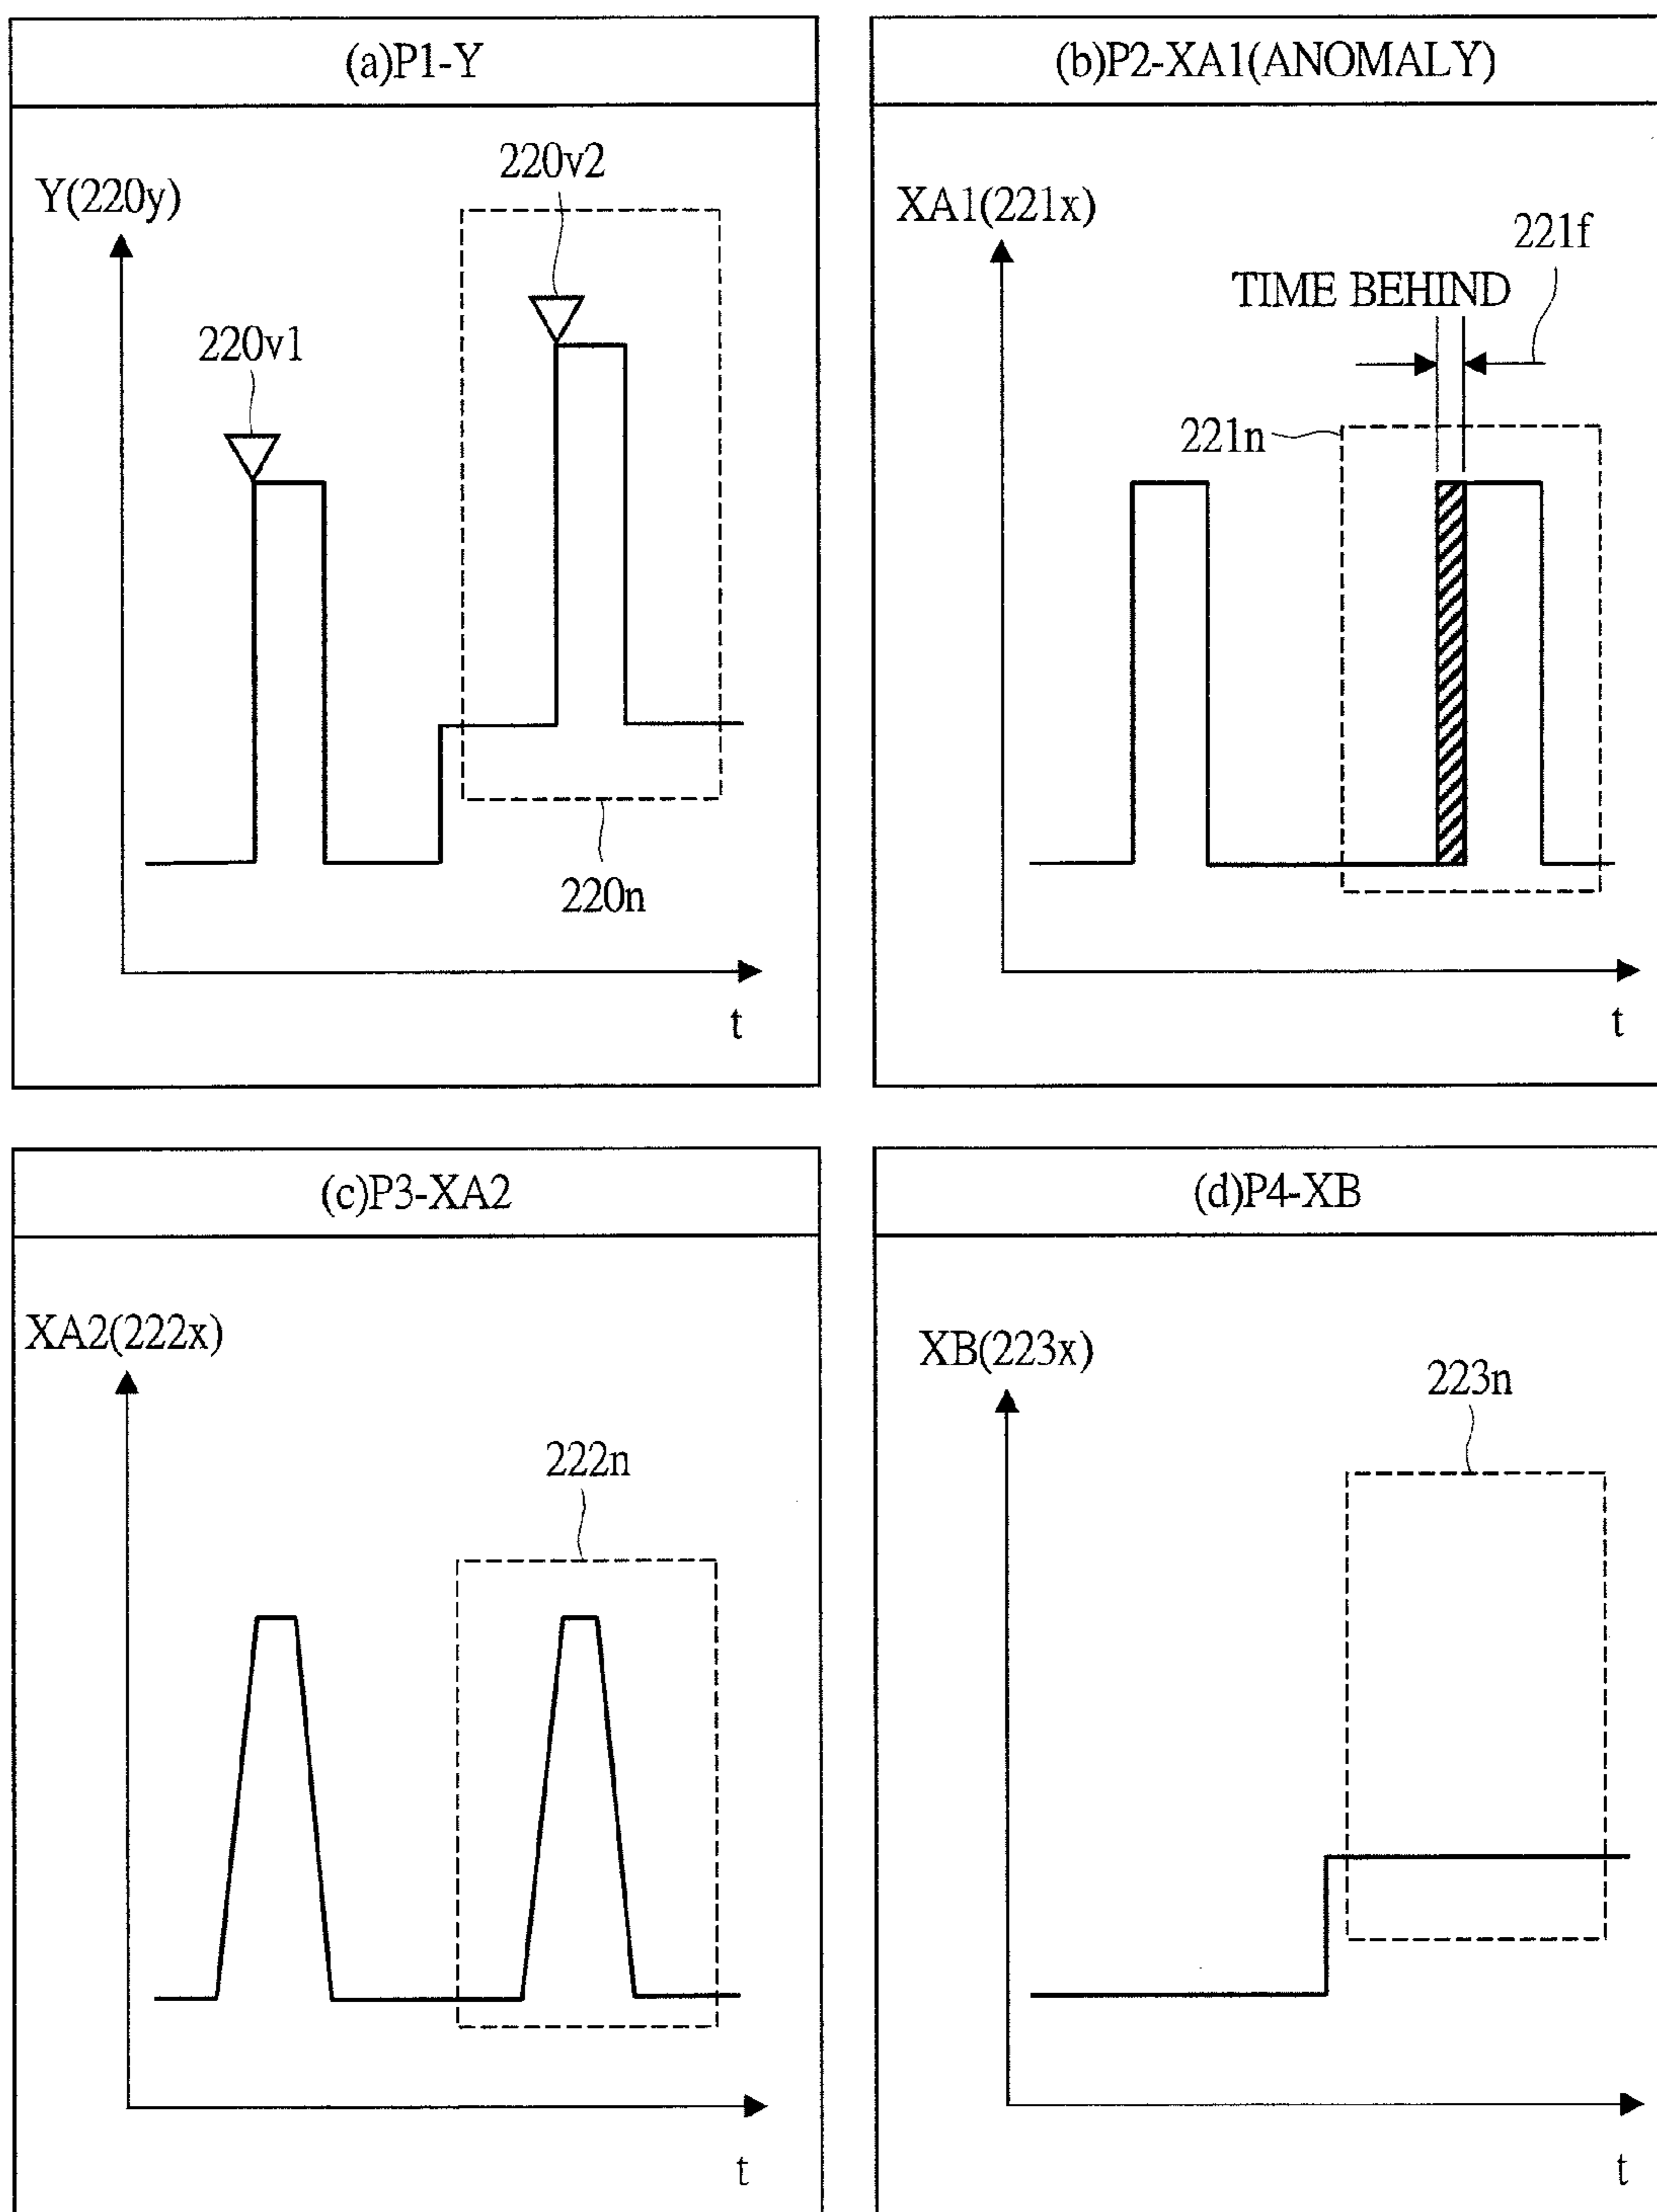 (a)P1-Y
220v2
Y(220y)
220v1
220n
t
(b)P2-XA1(ANOMALY)
XA1(221x)
221f
TIME BEHIND
221n
t
(c)P3-XA2
XA2(222x)
222n
t
(d)P4-XB
XB(223x)
223n
t